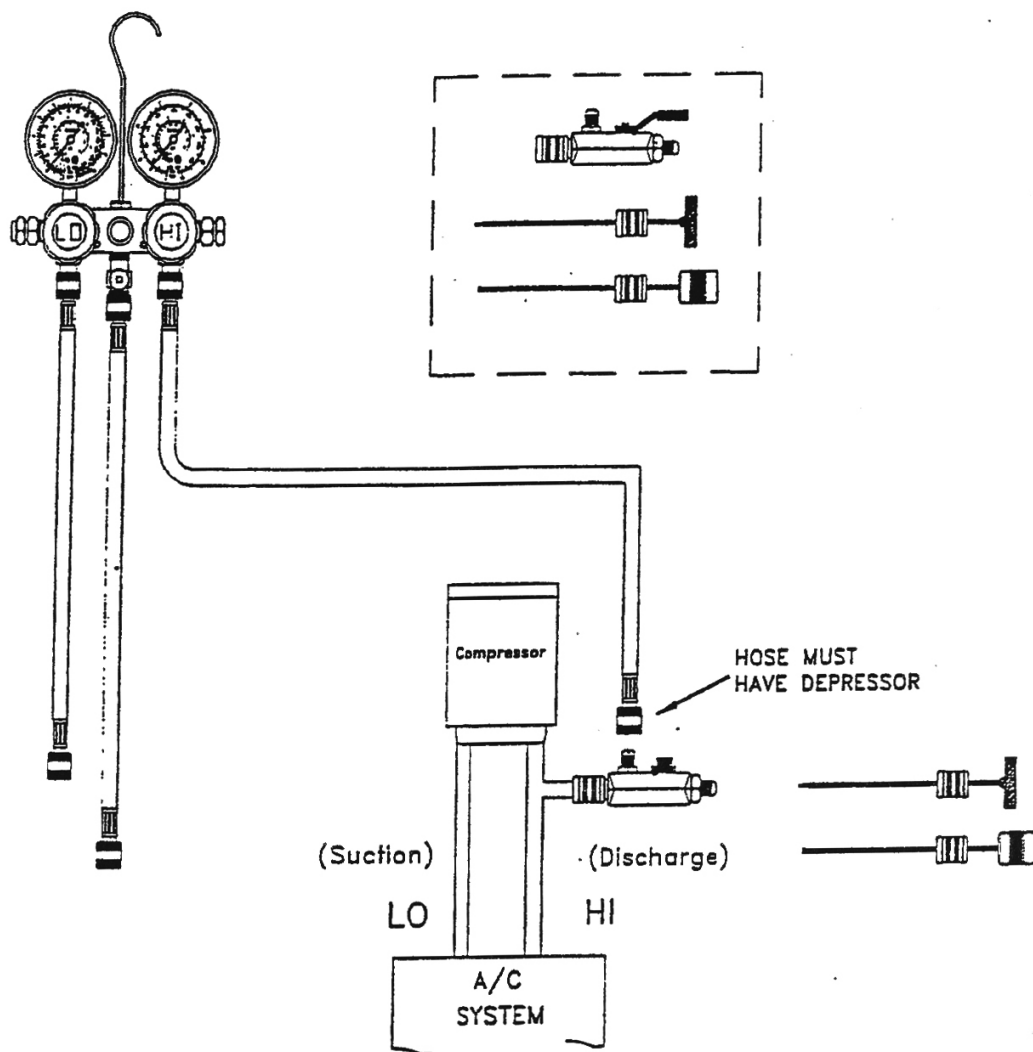 LO HI
Compressor
HOSE MUST
HAVE DEPRESSOR
(Suction) (Discharge)
LO HI
A/C
SYSTEM